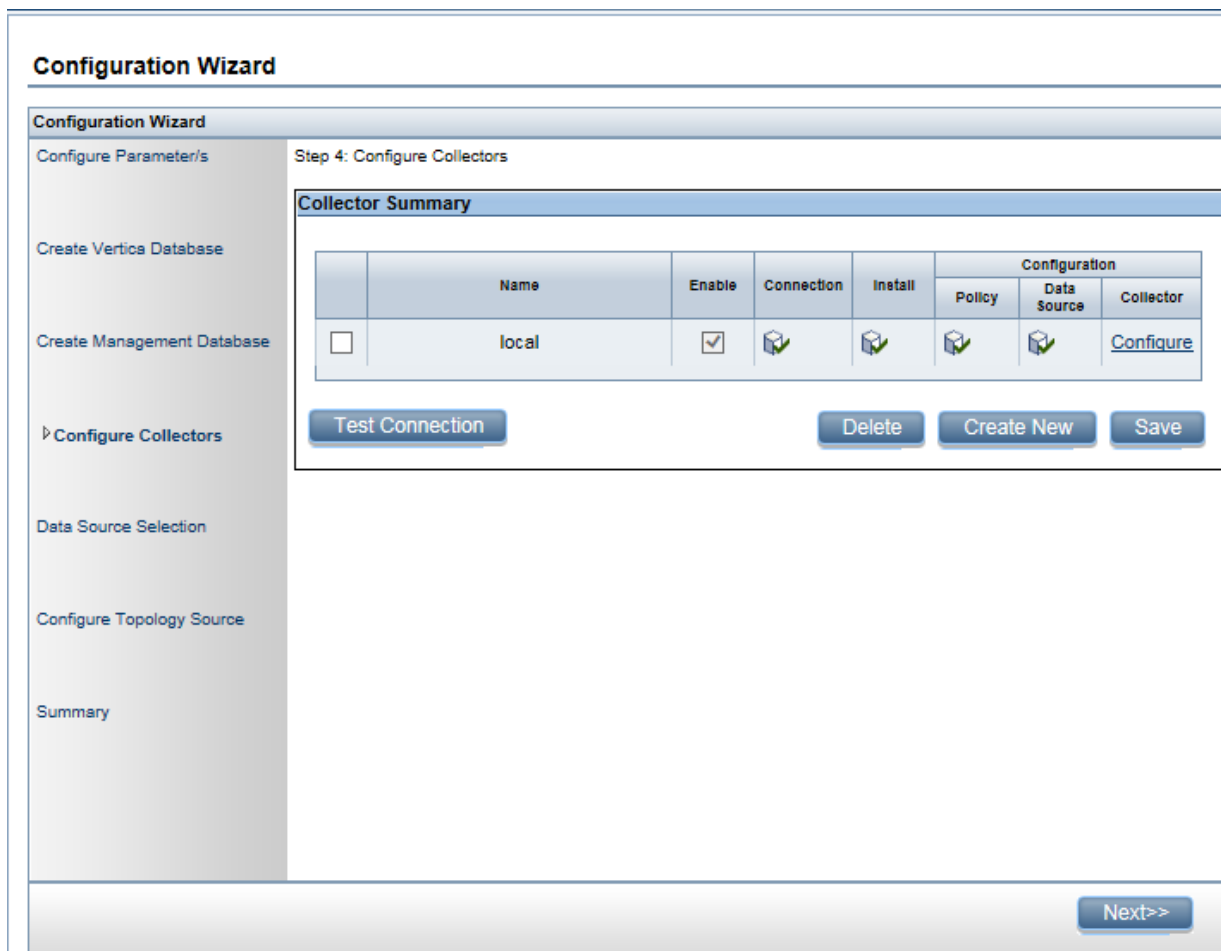 Configuration Wizard
Configuration Wizard
Configure Parameter/s
Create Vertica Database
Create Management Database
Configure Collectors
Data Source Selection
Configure Topology Source
Summary
Step 4: Configure Collectors
Collector Summary
Name Enable Connection Install Configuration
Policy Data Source Collector
local Configure
Test Connection Delete Create New Save
Next>>